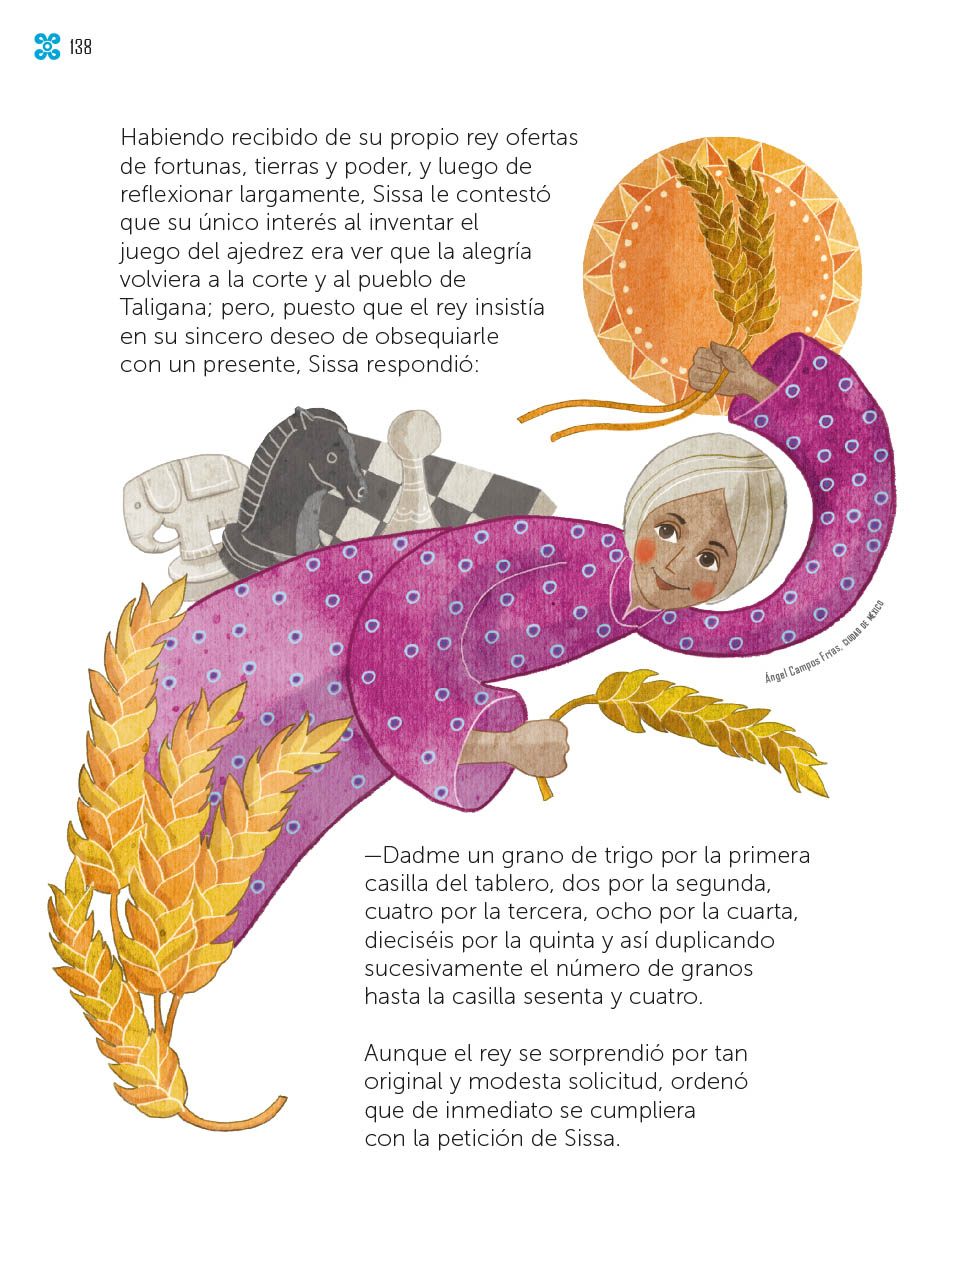 138
Habiendo recibido de su propio rey ofertas
de fortunas, tierras y poder, y luego de
reflexionar largamente, Sissa le contestó
que su único interés al inventar el
juego del ajedrez era ver que la alegría
volviera a la corte y al pueblo de
Taligana; pero, puesto que el rey insistía
en su sincero deseo de obsequiarle
con un presente, Sissa respondió:
Ángel Campos Frías, CIUDAD DE MÉXICO
—Dadme un grano de trigo por la primera
casilla del tablero, dos por la segunda,
cuatro por la tercera, ocho por la cuarta,
dieciséis por la quinta y así duplicando
sucesivamente el número de granos
hasta la casilla sesenta y cuatro.
Aunque el rey se sorprendió por tan
original y modesta solicitud, ordenó
que de inmediato se cumpliera
con la petición de Sissa.